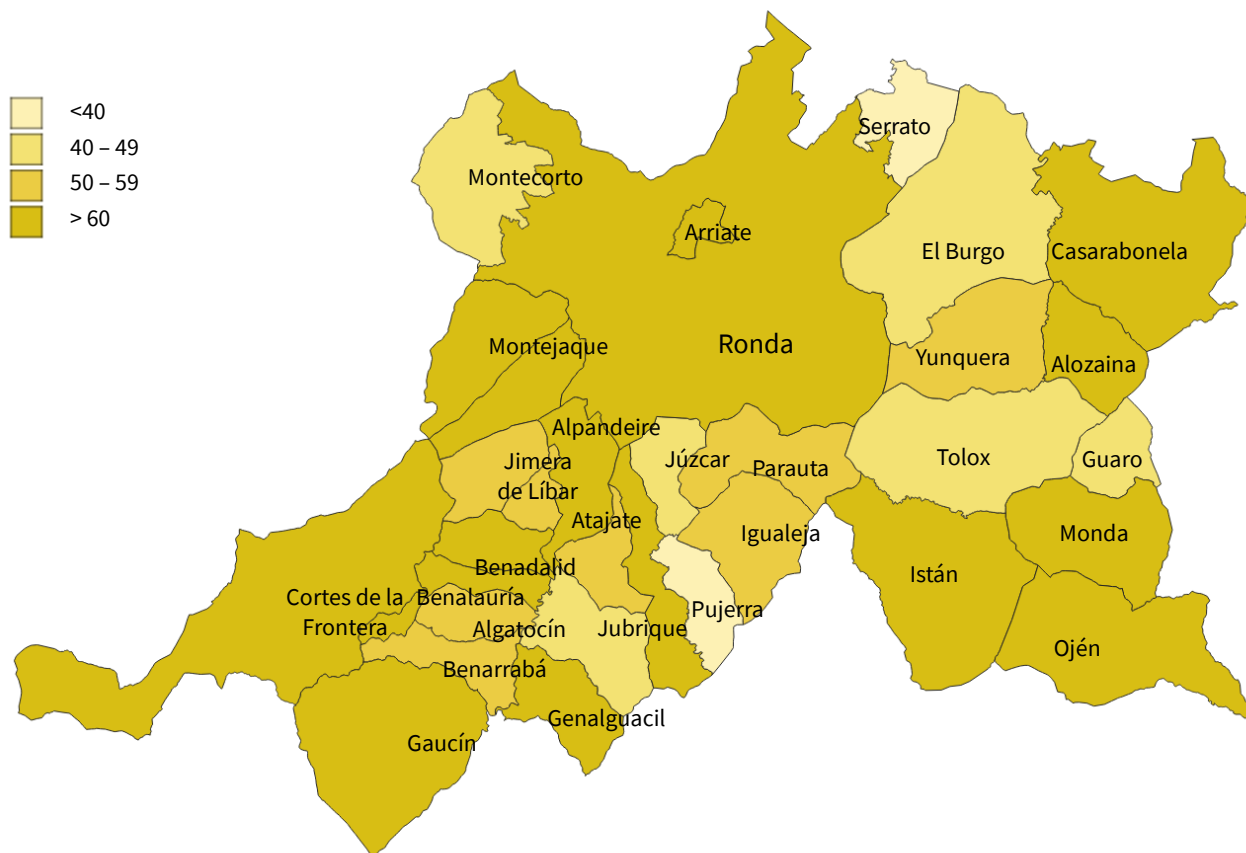 <40
40 – 49
50 – 59
> 60
Serrato
Montecorto
Arriate
El Burgo
Casarabonela
Ronda
Montejaque
Yunquera
Alozaina
Alpandeire
Júzcar
Parauta
Tolox
Guaro
Jimera
de Líbar
Atajate
Igualeja
Monda
Benadalid
Istán
Cortes de la
Frontera
Benalauría
Pujerra
Algatocín
Jubrique
Ojén
Benarrabá
Genalguacil
Gaucín